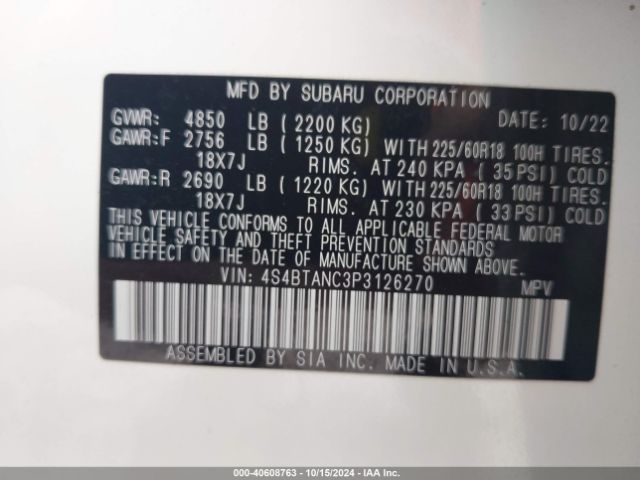 MFD BY SUBARU CORPORATION
GVWR: 4850 LB ( 2200 KG) DATE: 10/22
GAWR:F 2756 LB ( 1250 KG) WITH 225/60R18 100H TIRES.
18X7J RIMS. AT 240 KPA ( 35 PSI) COLD
GAWR:R 2690 LB ( 1220 KG) WITH 225/60R18 100H TIRES.
18X7J RIMS. AT 230 KPA ( 33 PSI) COLD
THIS VEHICLE CONFORMS TO ALL APPLICABLE FEDERAL MOTOR
VEHICLE SAFETY AND THEFT PREVENTION STANDARDS
IN EFFECT ON THE DATE OF MANUFACTURE SHOWN ABOVE.
VIN: 4S4BTANC3P3126270 MPV
ASSEMBLED BY SIA INC. MADE IN U.S.A.
000-40608763 - 10/15/2024 - IAA Inc.